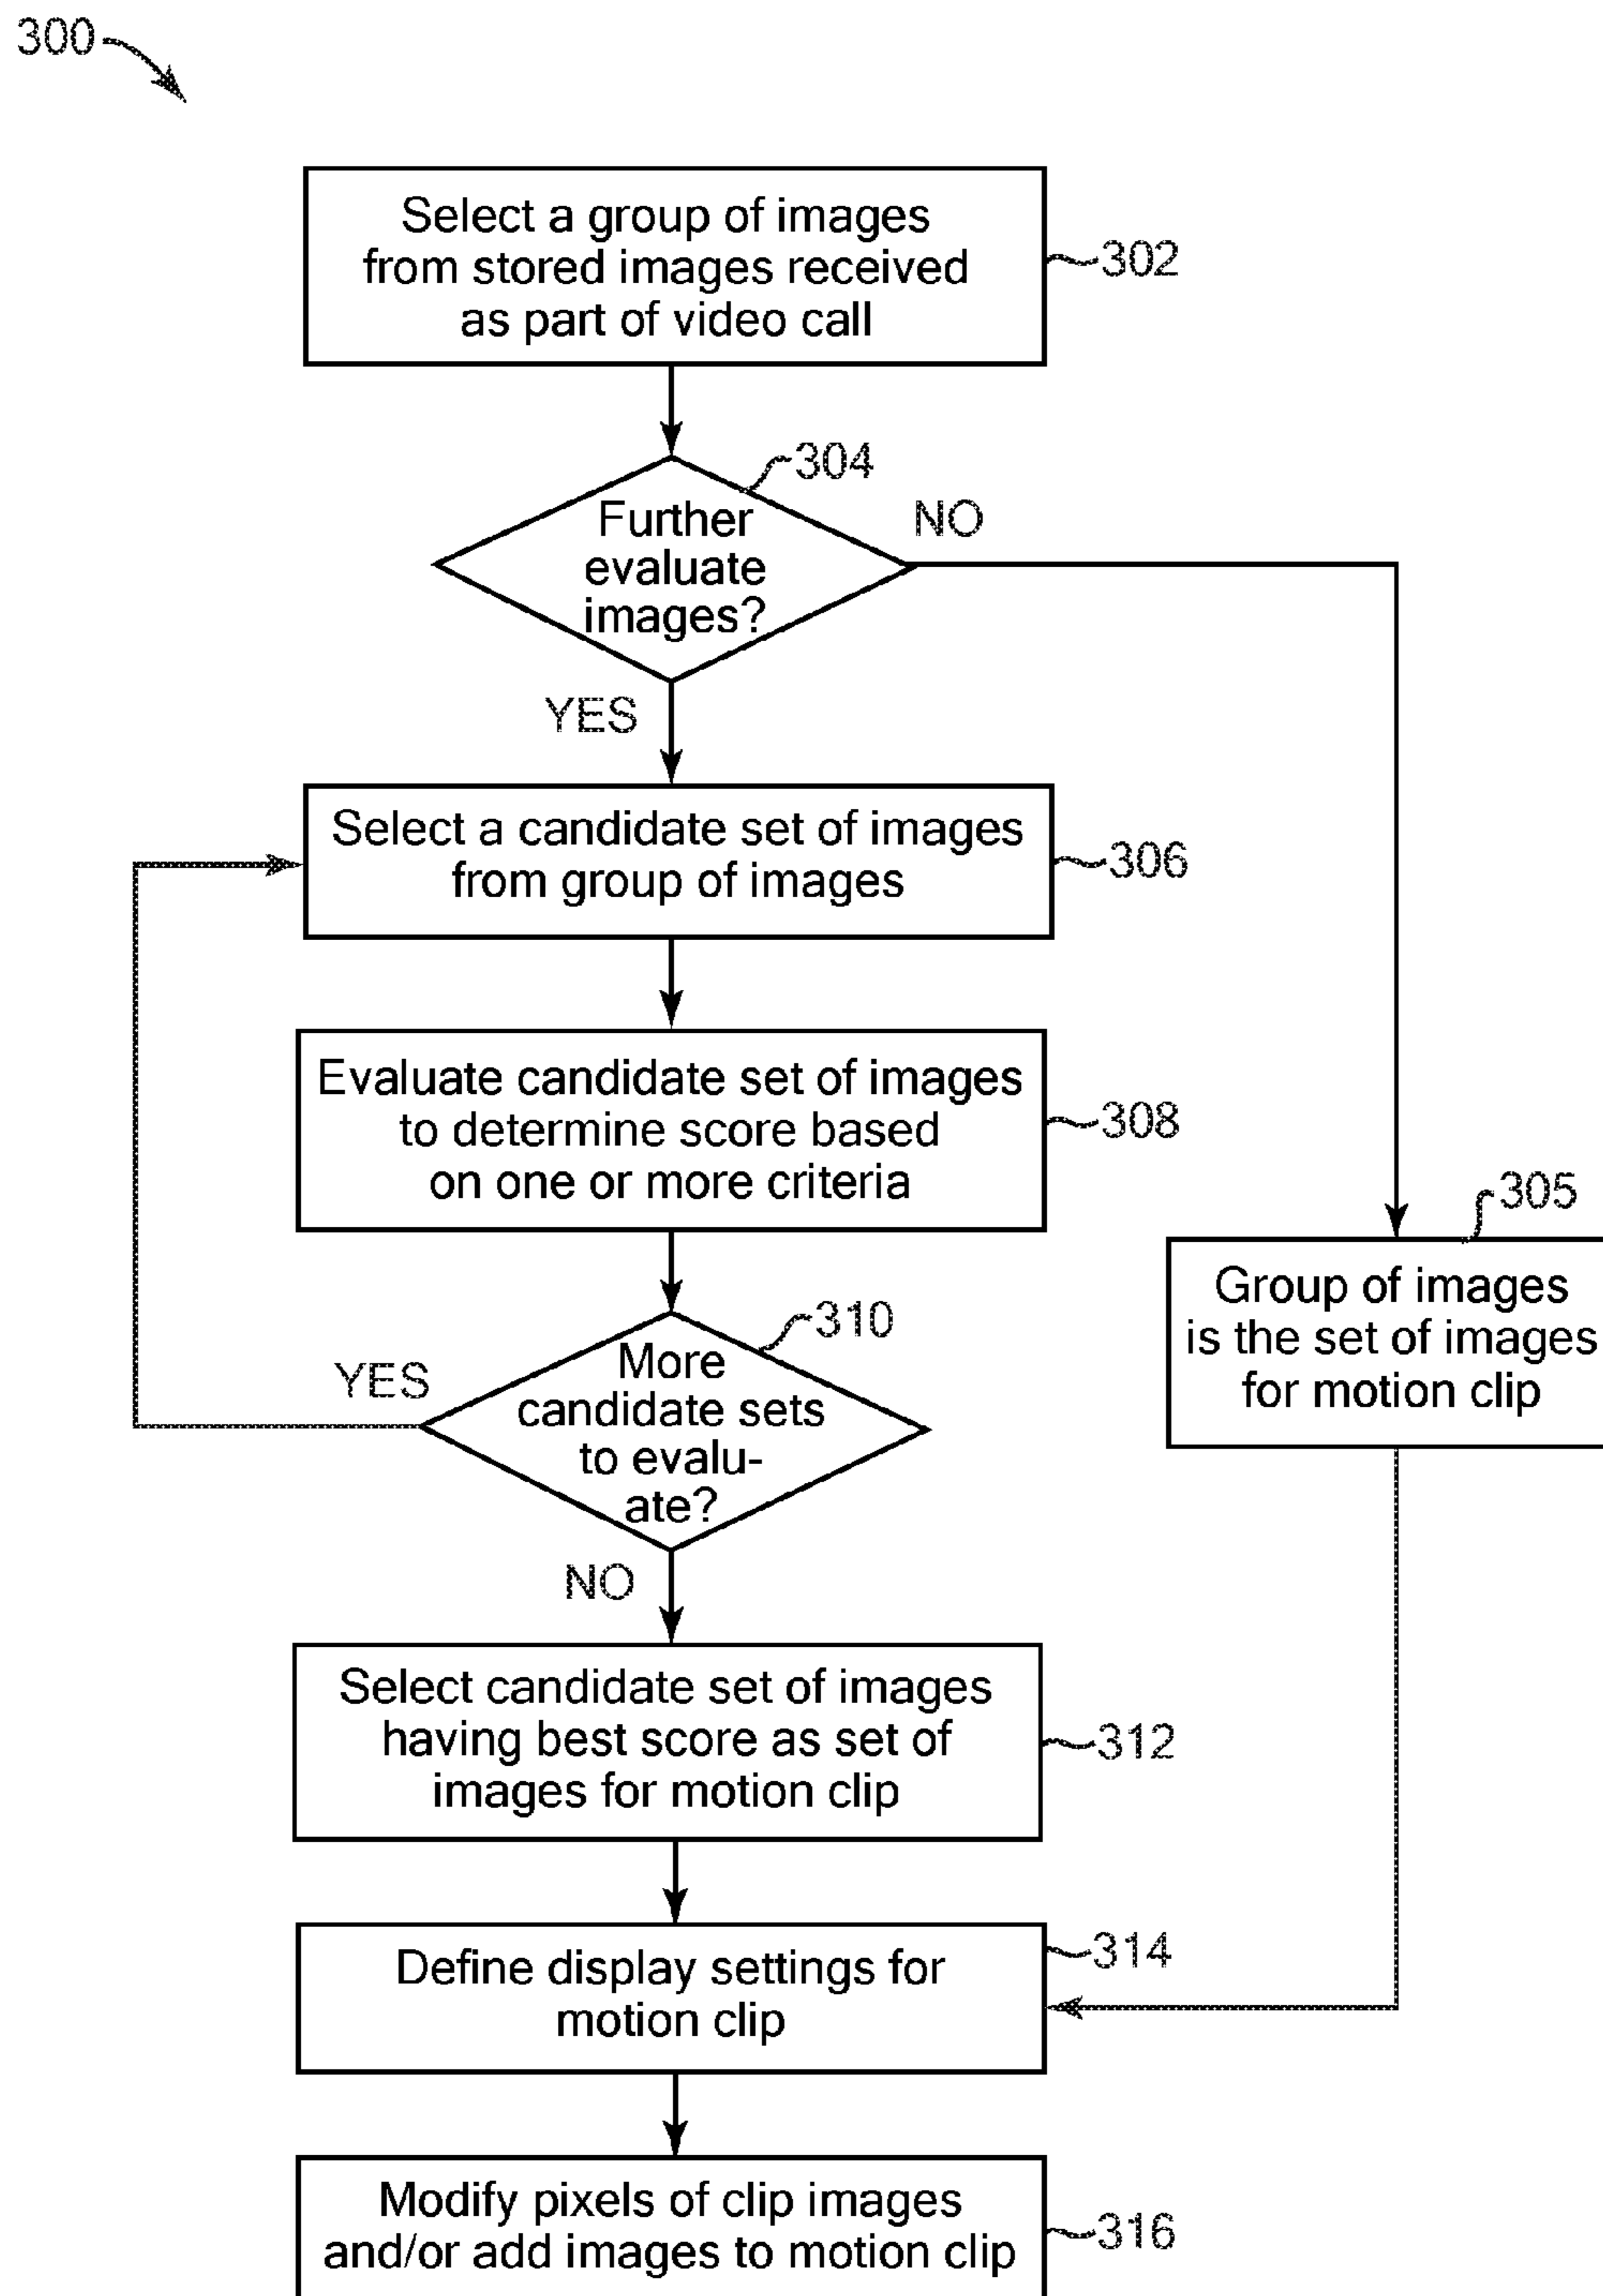 300
Select a group of images
from stored images received
as part of video call
302
304
Further
evaluate
images?
NO
YES
Select a candidate set of images
from group of images
306
Evaluate candidate set of images
to determine score based
on one or more criteria
308
305
Group of images
is the set of images
for motion clip
310
More
candidate sets
to evalu-
ate?
YES
NO
Select candidate set of images
having best score as set of
images for motion clip
312
Define display settings for
motion clip
314
Modify pixels of clip images
and/or add images to motion clip
316